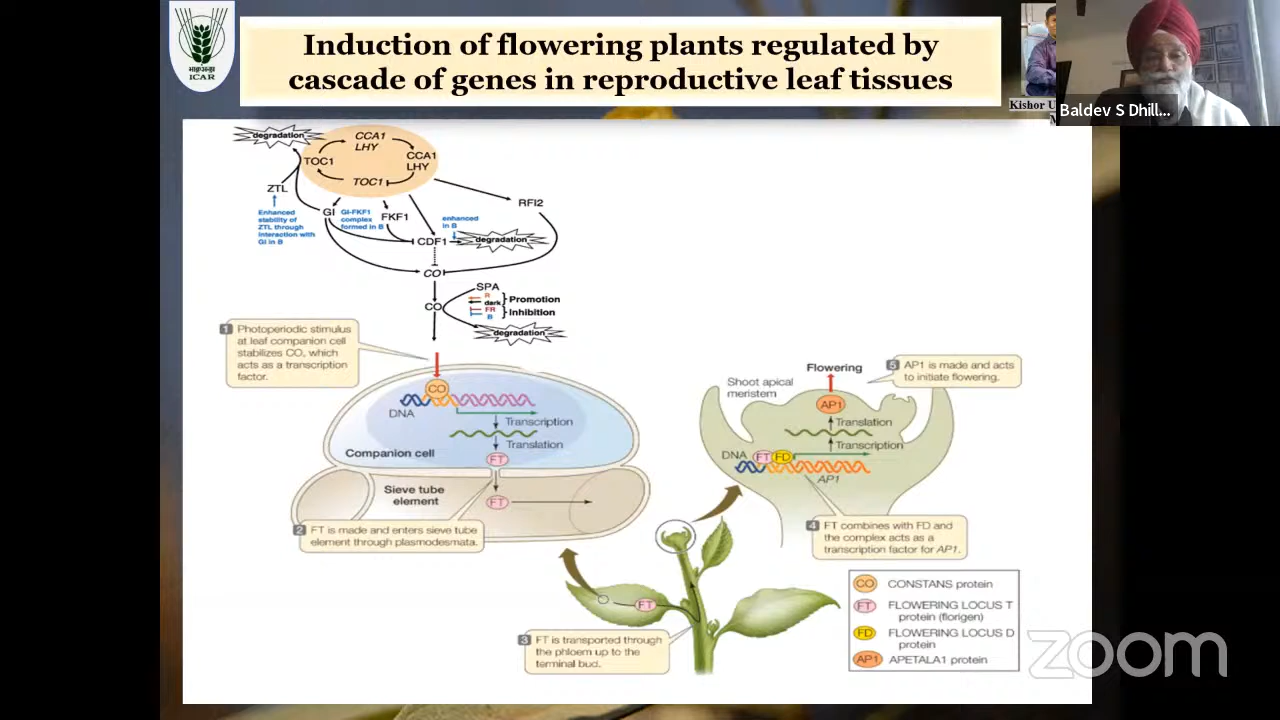 Induction of flowering plants regulated by
cascade of genes in reproductive leaf tissues
ICAR
Kishor U
Baldev S Dhill...
degradation
CCA1
LHY
TOC1
CCA1
LHY
TOC1
ZTL
Enhanced
stability of
ZTL through
interaction with
GI in B
GI
GI-FKF1
complex
formed in B
FKF1
enhanced
in B
RFI2
CDF1
degradation
CO
CO
SPA
R
dark
FR
B
Promotion
Inhibition
degradation
1 Photoperiodic stimulus
at leaf companion cell
stabilizes CO, which
acts as a transcription
factor.
CO
DNA
Transcription
Translation
Companion cell
FT
Sieve tube
element
FT
2 FT is made and enters sieve tube
element through plasmodesmata.
FT
3 FT is transported through
the phloem up to the
terminal bud.
Flowering
Shoot apical
meristem
5 AP1 is made and acts
to initiate flowering.
AP1
Translation
Transcription
DNA
FT
FD
AP1
4 FT combines with FD and
the complex acts as a
transcription factor for AP1.
CO CONSTANS protein
FT FLOWERING LOCUS T
protein (florigen)
FD FLOWERING LOCUS D
protein
AP1 APETALA1 protein
zoom